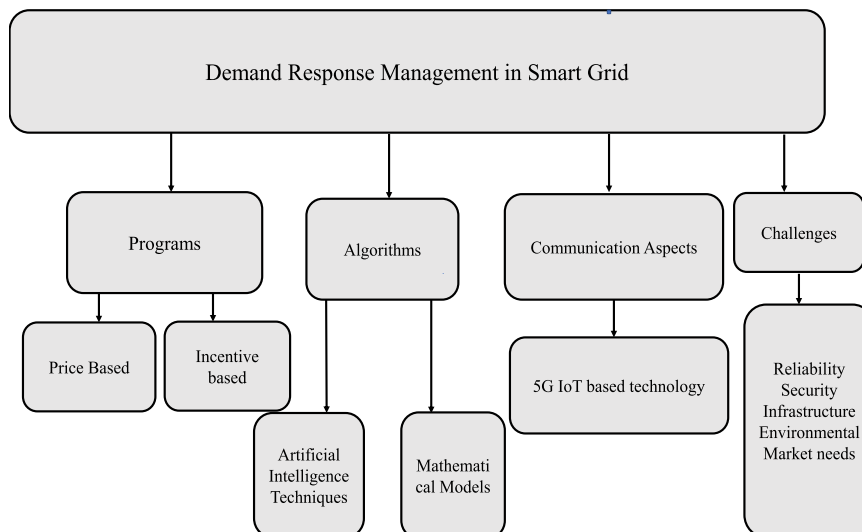 Demand Response Management in Smart Grid
Programs
Algorithms
Communication Aspects
Challenges
Price Based
Incentive
based
5G IoT based technology
Reliability
Security
Infrastructure
Environmental
Market needs
Artificial
Intelligence
Techniques
Mathemati
cal Models